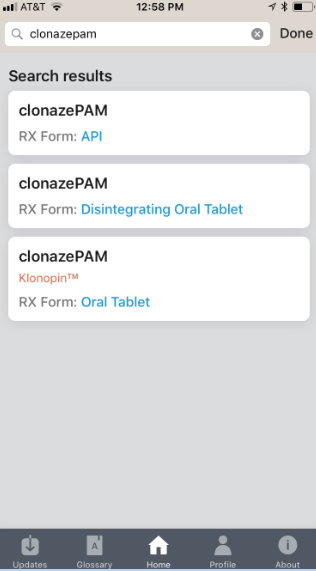 AT&T 12:58 PM
clonazepam Done
Search results
clonazePAM
RX Form: API
clonazePAM
RX Form: Disintegrating Oral Tablet
clonazePAM
Klonopin™
RX Form: Oral Tablet
A
Updates Glossary Home Profile About